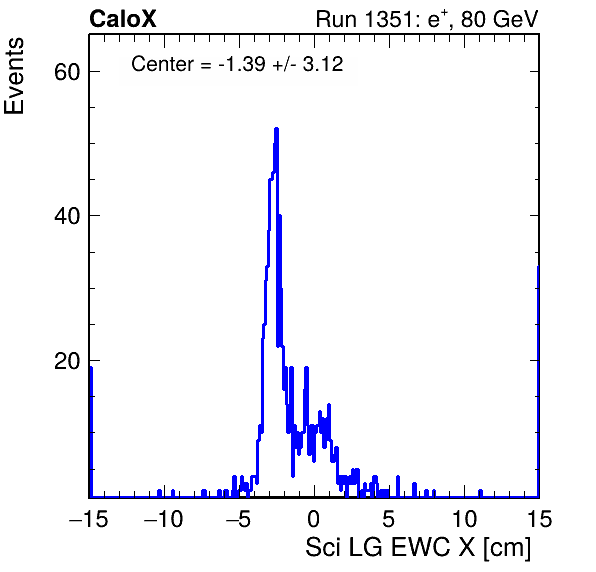 CaloX Run 1351: e⁺, 80 GeV
Center = -1.39 +/- 3.12
Events
60
40
20
−15 −10 −5 0 5 10 15
Sci LG EWC X [cm]